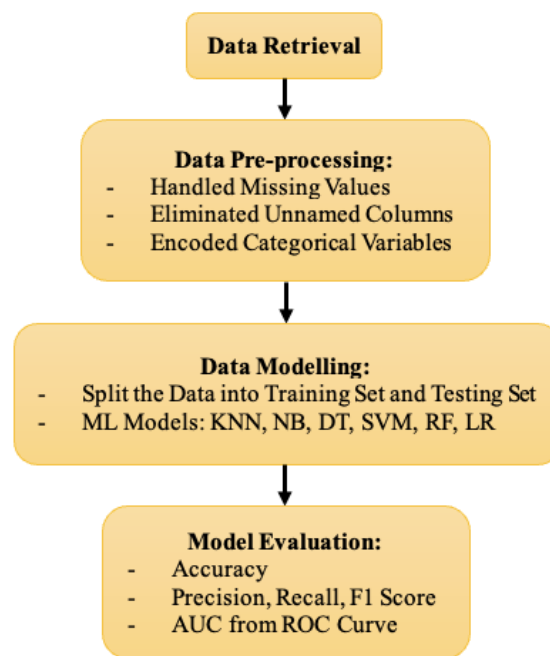 Data Retrieval
Data Pre-processing:
- Handled Missing Values
- Eliminated Unnamed Columns
- Encoded Categorical Variables
Data Modelling:
- Split the Data into Training Set and Testing Set
- ML Models: KNN, NB, DT, SVM, RF, LR
Model Evaluation:
- Accuracy
- Precision, Recall, F1 Score
- AUC from ROC Curve